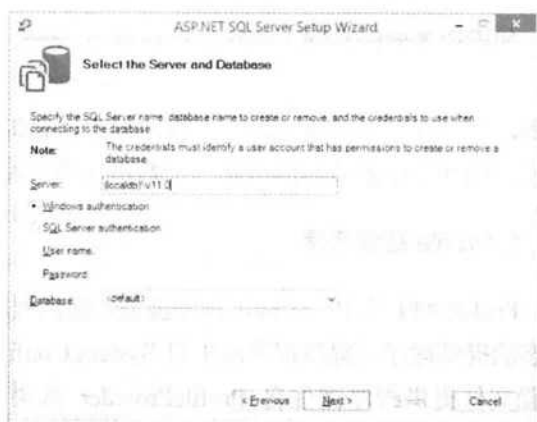 ASP.NET SQL Server Setup Wizard
Select the Server and Database
Specify the SQL Server name, database name to create or remove, and the credentials to use when
connecting to the database.
Note: The credentials must identify a user account that has permissions to create or remove a
database.
Server: (localdb)\v11.0
Windows authentication
SQL Server authentication
User name:
Password:
Database: <default>
< Previous Next > Cancel